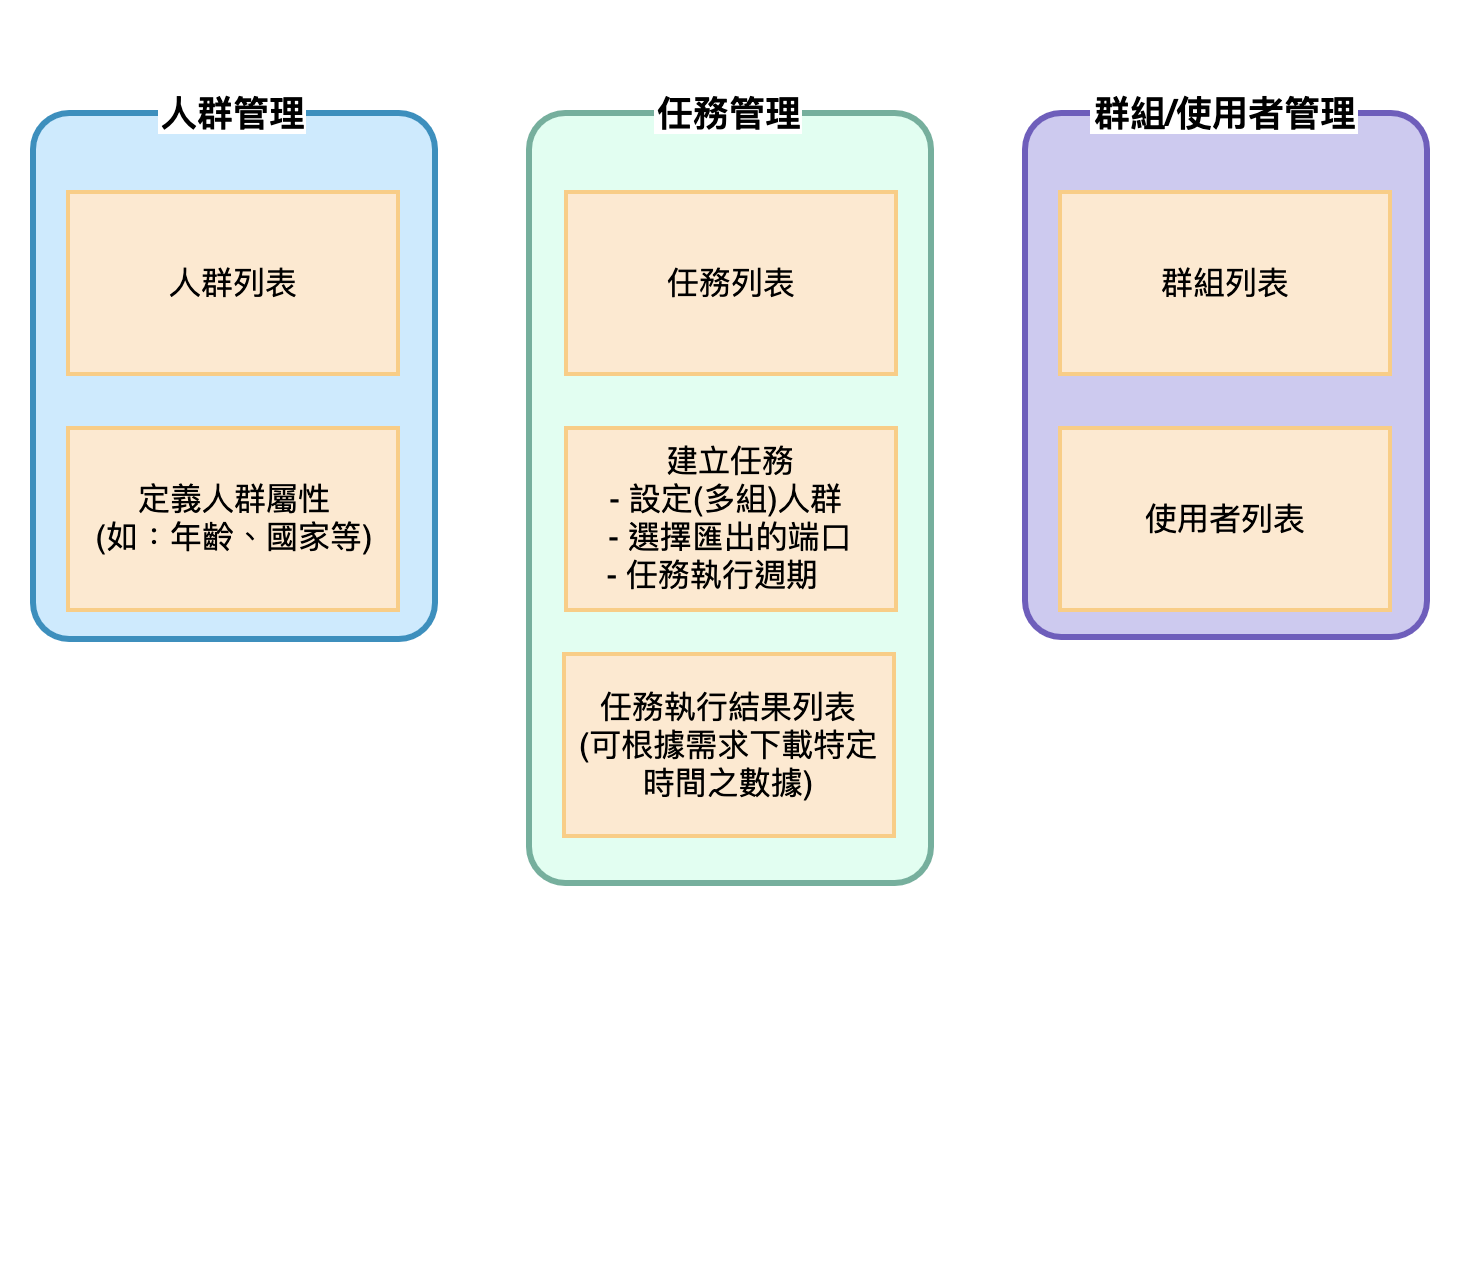 人群管理
人群列表
定義人群屬性
(如：年齡、國家等)
任務管理
任務列表
建立任務
- 設定(多組)人群
- 選擇匯出的端口
- 任務執行週期
任務執行結果列表
(可根據需求下載特定
時間之數據)
群組/使用者管理
群組列表
使用者列表